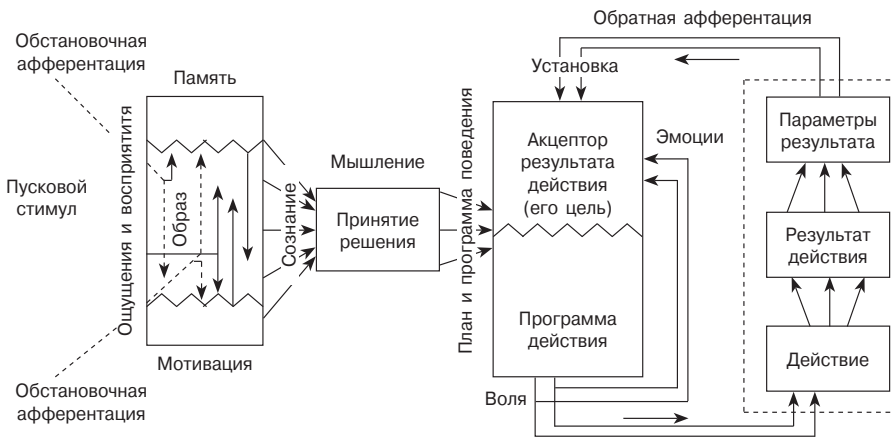 Обратная афферентация
Обстановочная
афферентация
Память
Установка
Пусковой
стимул
Ощущения и восприятитя
Образ
Сознание
Мышление
Принятие
решения
План и программа поведения
Акцептор
результата
действия
(его цель)
Эмоции
Программа
действия
Параметры
результата
Результат
действия
Действие
Мотивация
Обстановочная
афферентация
Воля